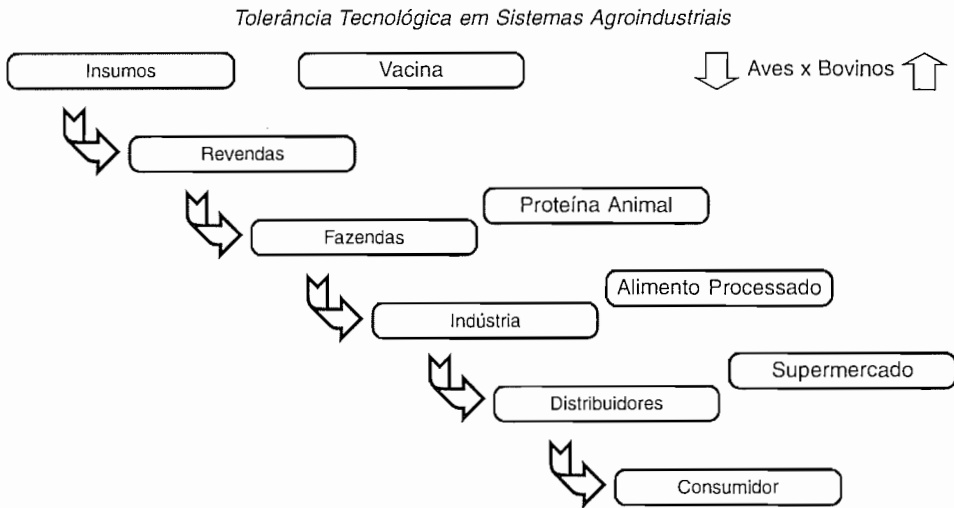 Tolerância Tecnológica em Sistemas Agroindustriais
Insumos
Vacina
Aves x Bovinos
Revendas
Proteína Animal
Fazendas
Alimento Processado
Indústria
Supermercado
Distribuidores
Consumidor